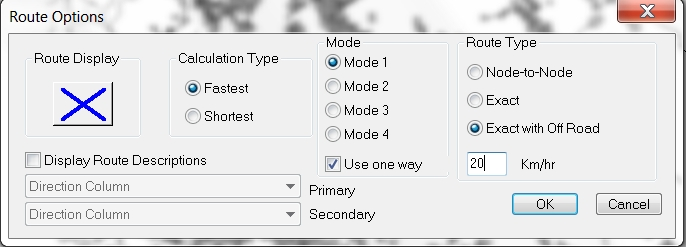 Route Options
Route Display
Calculation Type
Fastest
Shortest
Mode
Mode 1
Mode 2
Mode 3
Mode 4
Use one way
Route Type
Node-to-Node
Exact
Exact with Off Road
20 Km/hr
Display Route Descriptions
Direction Column Primary
Direction Column Secondary
OK Cancel